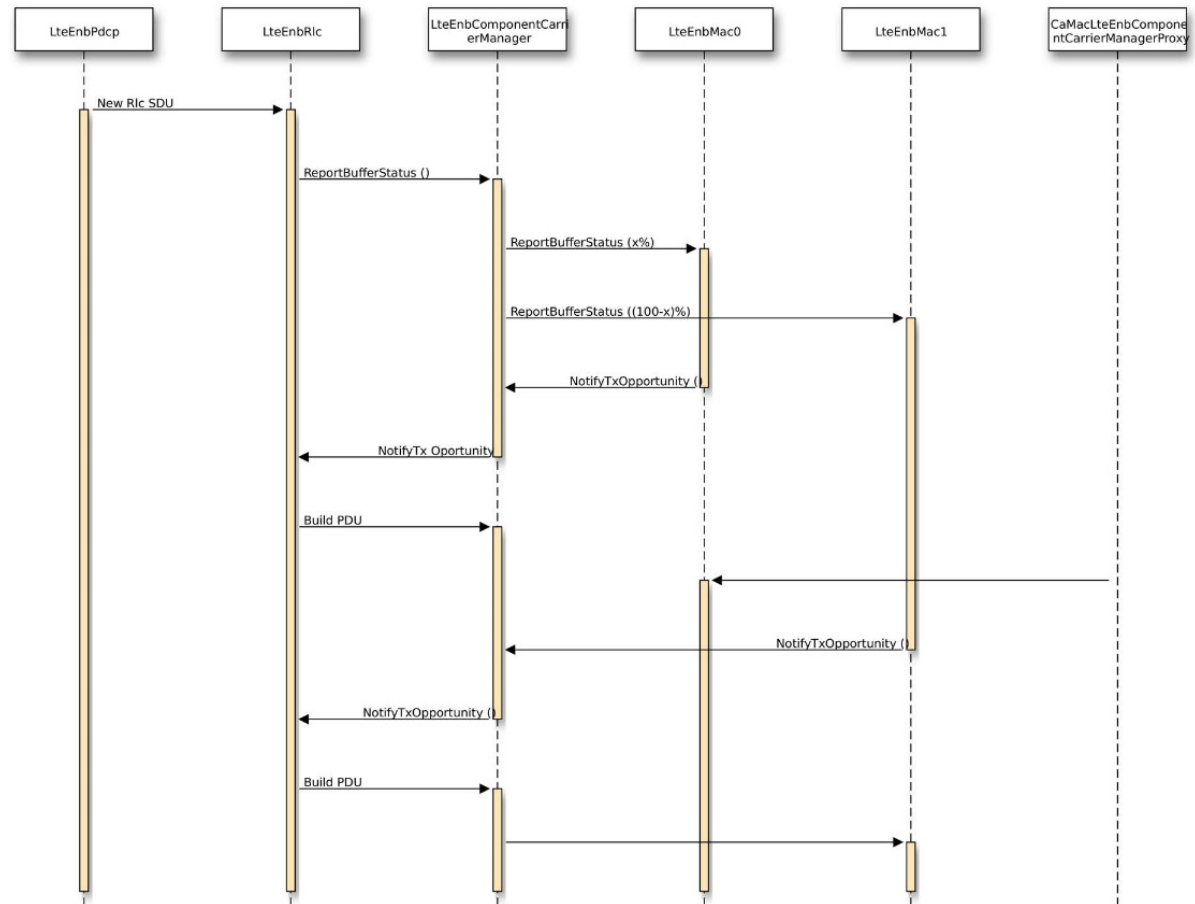 LteEnbPdcp
LteEnbRlc
LteEnbComponentCarri
erManager
LteEnbMac0
LteEnbMac1
CaMacLteEnbCompone
ntCarrierManagerProxy
New Rlc SDU
ReportBufferStatus ()
ReportBufferStatus (x%)
ReportBufferStatus ((100-x)%)
NotifyTxOpportunity ()
NotifyTx Oportunity
Build PDU
NotifyTxOpportunity ()
NotifyTxOpportunity ()
Build PDU